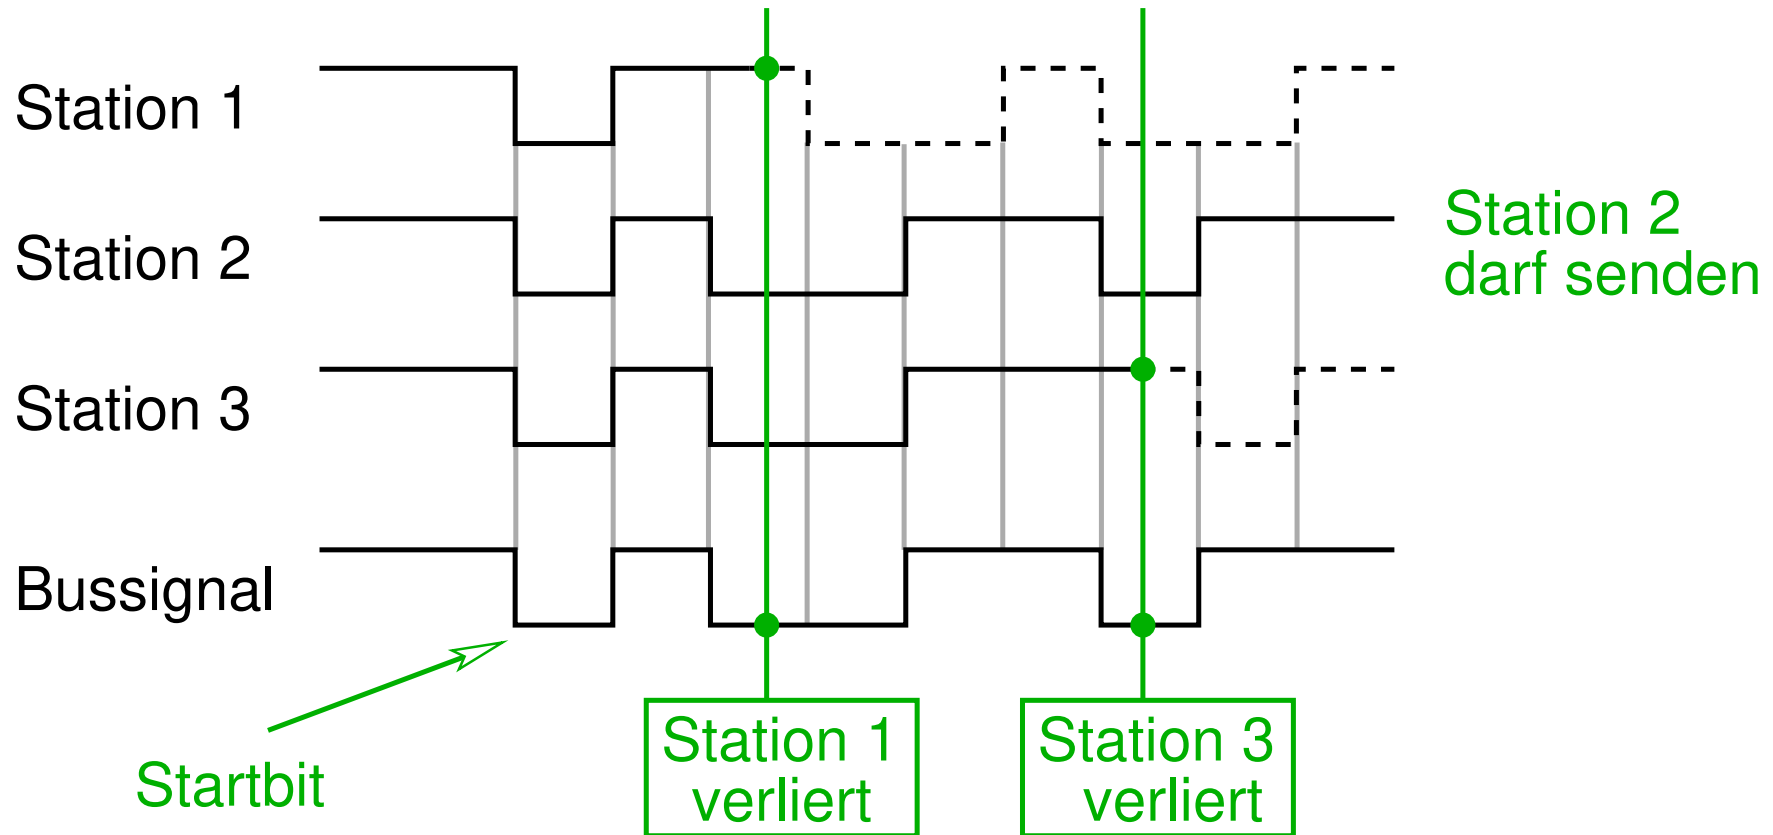 Station 1
Station 2
Station 2
darf senden
Station 3
Bussignal
Startbit
Station 1
verliert
Station 3
verliert